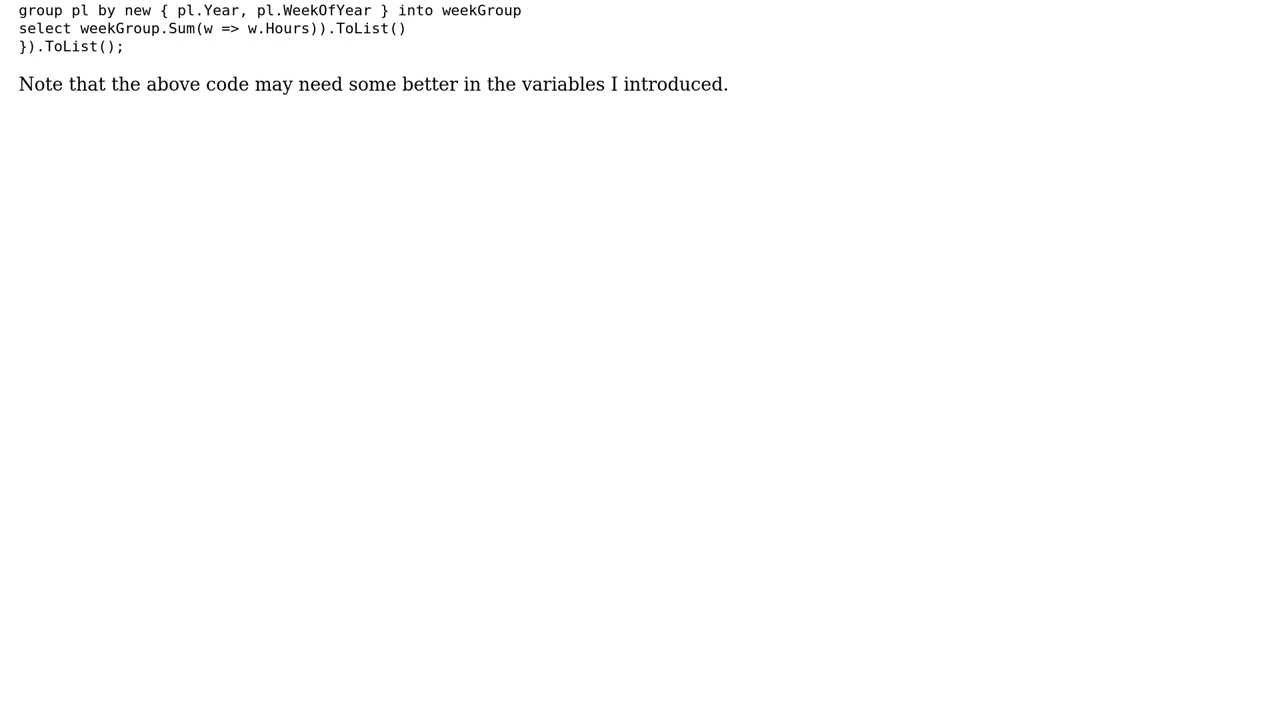 group pl by new { pl.Year, pl.WeekOfYear } into weekGroup
select weekGroup.Sum(w => w.Hours)).ToList()
}).ToList();
Note that the above code may need some better in the variables I introduced.